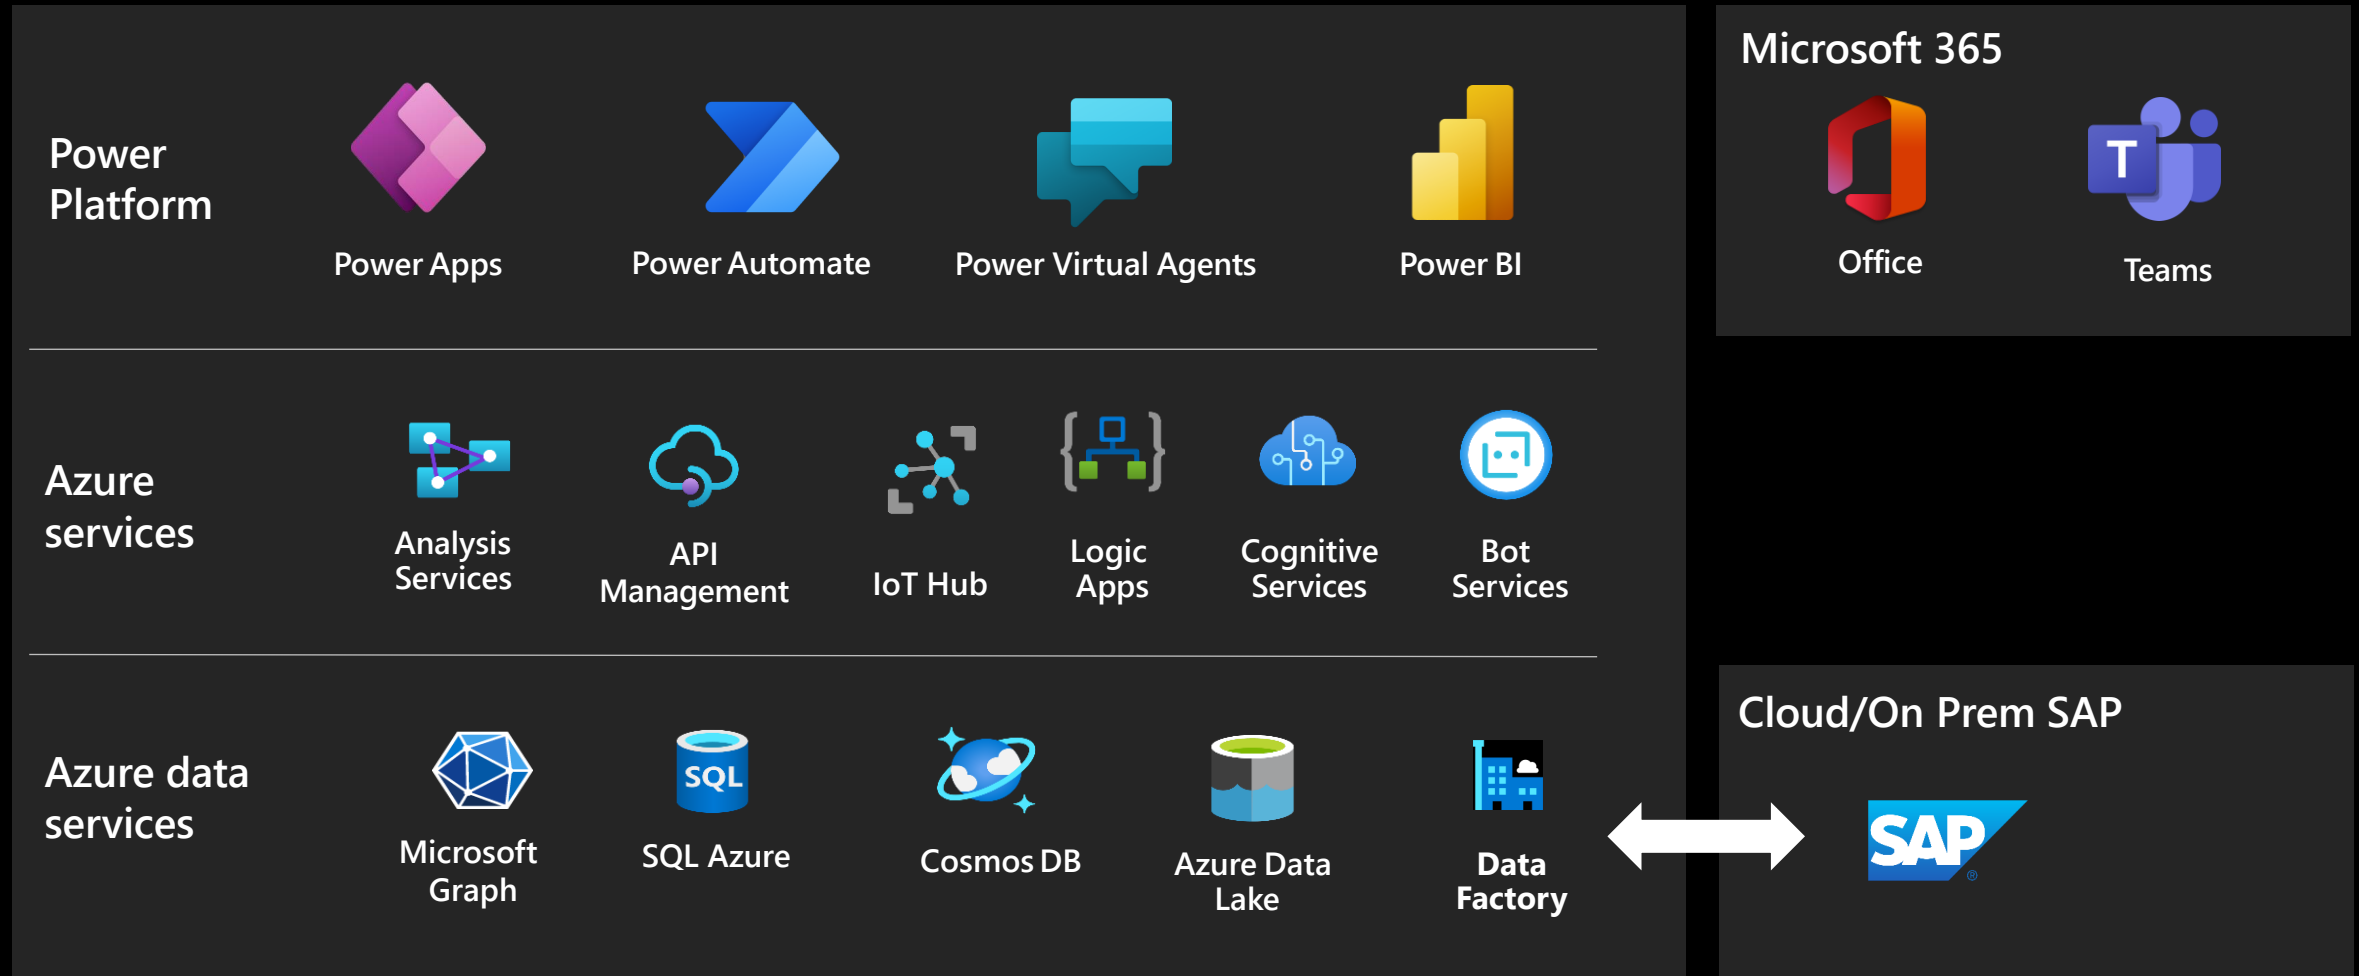 Power
Platform
Power Apps
Power Automate
Power Virtual Agents
Power BI
Microsoft 365
Office
T
Teams
Azure
services
Analysis
Services
API
Management
IoT Hub
Logic
Apps
Cognitive
Services
Bot
Services
Azure data
services
Microsoft
Graph
SQL
SQL Azure
Cosmos DB
Azure Data
Lake
Data
Factory
Cloud/On Prem SAP
SAP
®